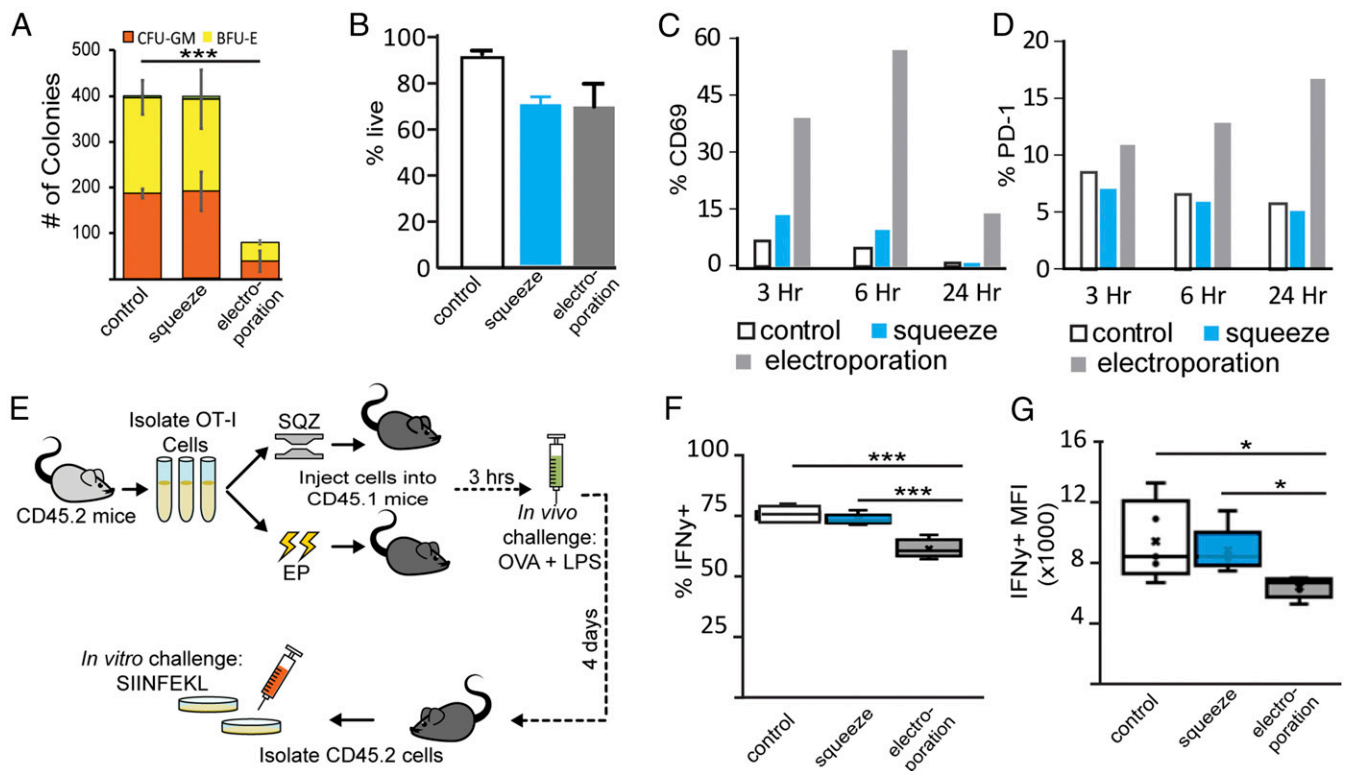 A
CFU-GM BFU-E
***
500
400
300
200
100
# of Colonies
control
squeeze
electro-
poration
B
100
80
60
40
20
0
% live
control
squeeze
electro-
poration
C
60
45
30
15
0
% CD69
3 Hr 6 Hr 24 Hr
control squeeze
electroporation
D
20
15
10
5
0
% PD-1
3 Hr 6 Hr 24 Hr
control squeeze
electroporation
E
Isolate OT-I
Cells
CD45.2 mice
SQZ
Inject cells into
CD45.1 mice
EP
3 hrs
In vivo
challenge:
OVA + LPS
4 days
In vitro challenge:
SIINFEKL
Isolate CD45.2 cells
F
100
75
50
25
% IFNy+
***
***
control
squeeze
electro-
poration
G
16
12
8
4
IFNy+ MFI
(x1000)
*
*
control
squeeze
electro-
poration